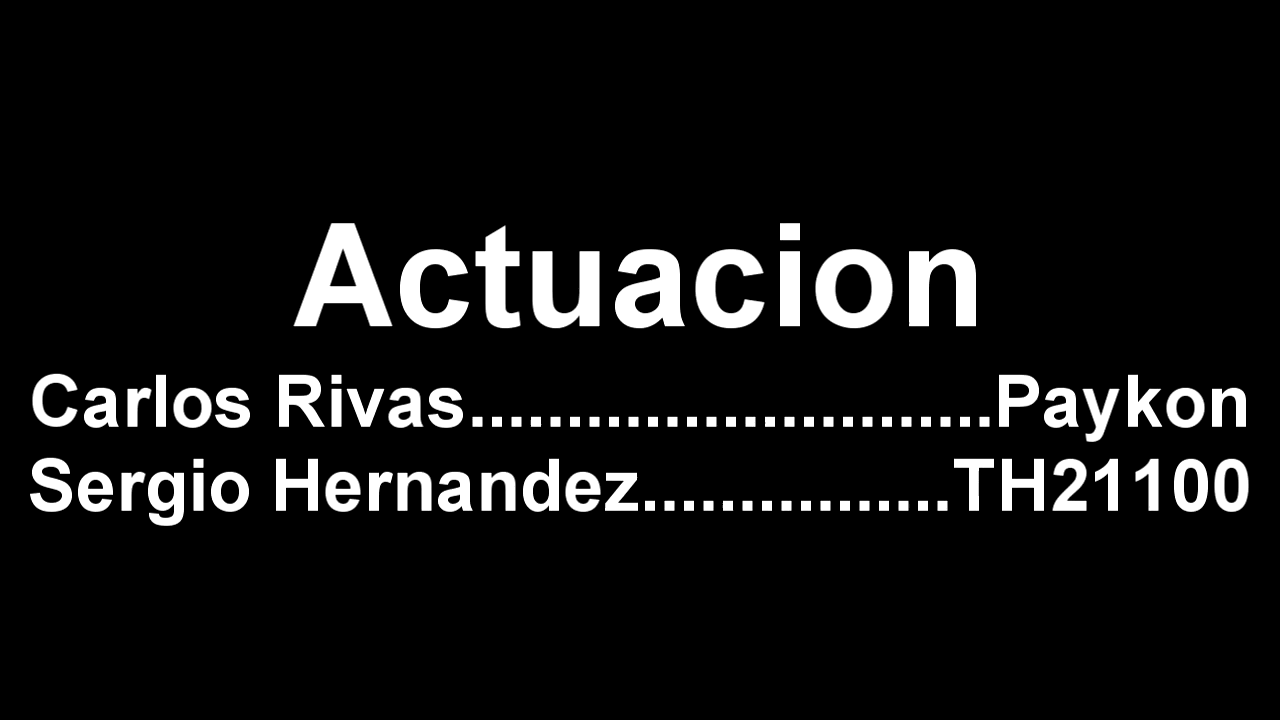 Actuacion
Carlos Rivas..........................Paykon
Sergio Hernandez................TH21100